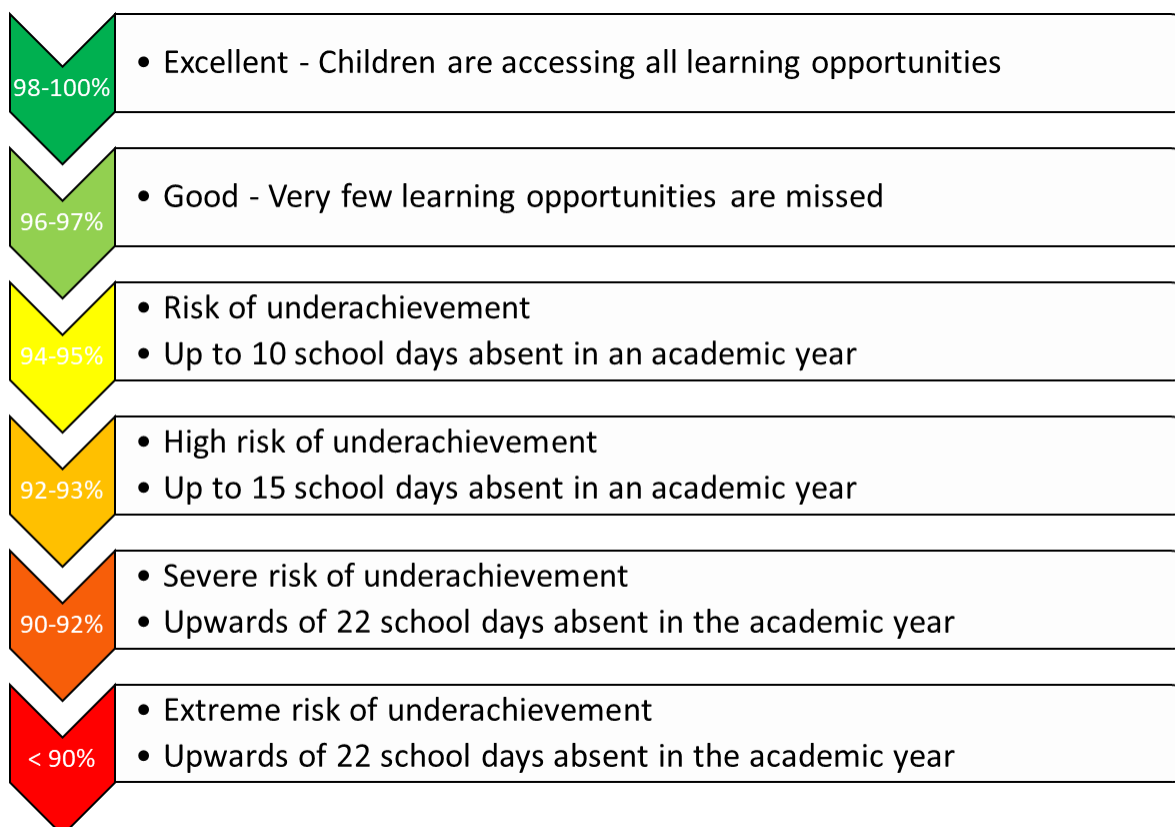 98-100%
• Excellent - Children are accessing all learning opportunities
96-97%
• Good - Very few learning opportunities are missed
94-95%
• Risk of underachievement
• Up to 10 school days absent in an academic year
92-93%
• High risk of underachievement
• Up to 15 school days absent in an academic year
90-92%
• Severe risk of underachievement
• Upwards of 22 school days absent in the academic year
< 90%
• Extreme risk of underachievement
• Upwards of 22 school days absent in the academic year